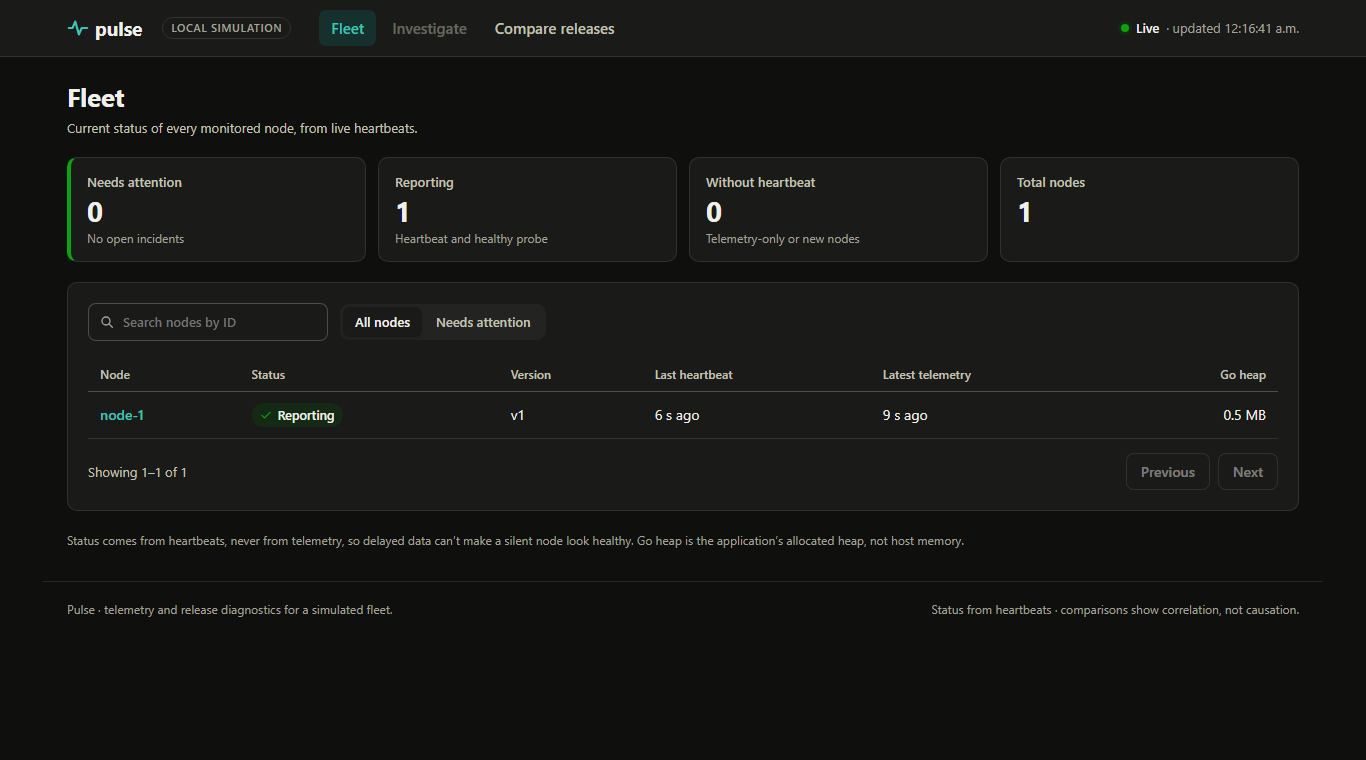 pulse LOCAL SIMULATION Fleet Investigate Compare releases Live · updated 12:16:41 a.m.
Fleet
Current status of every monitored node, from live heartbeats.
Needs attention
0
No open incidents
Reporting
1
Heartbeat and healthy probe
Without heartbeat
0
Telemetry-only or new nodes
Total nodes
1
Search nodes by ID All nodes Needs attention
Node Status Version Last heartbeat Latest telemetry Go heap
node-1 Reporting v1 6 s ago 9 s ago 0.5 MB
Showing 1–1 of 1 Previous Next
Status comes from heartbeats, never from telemetry, so delayed data can't make a silent node look healthy. Go heap is the application's allocated heap, not host memory.
Pulse · telemetry and release diagnostics for a simulated fleet. Status from heartbeats · comparisons show correlation, not causation.